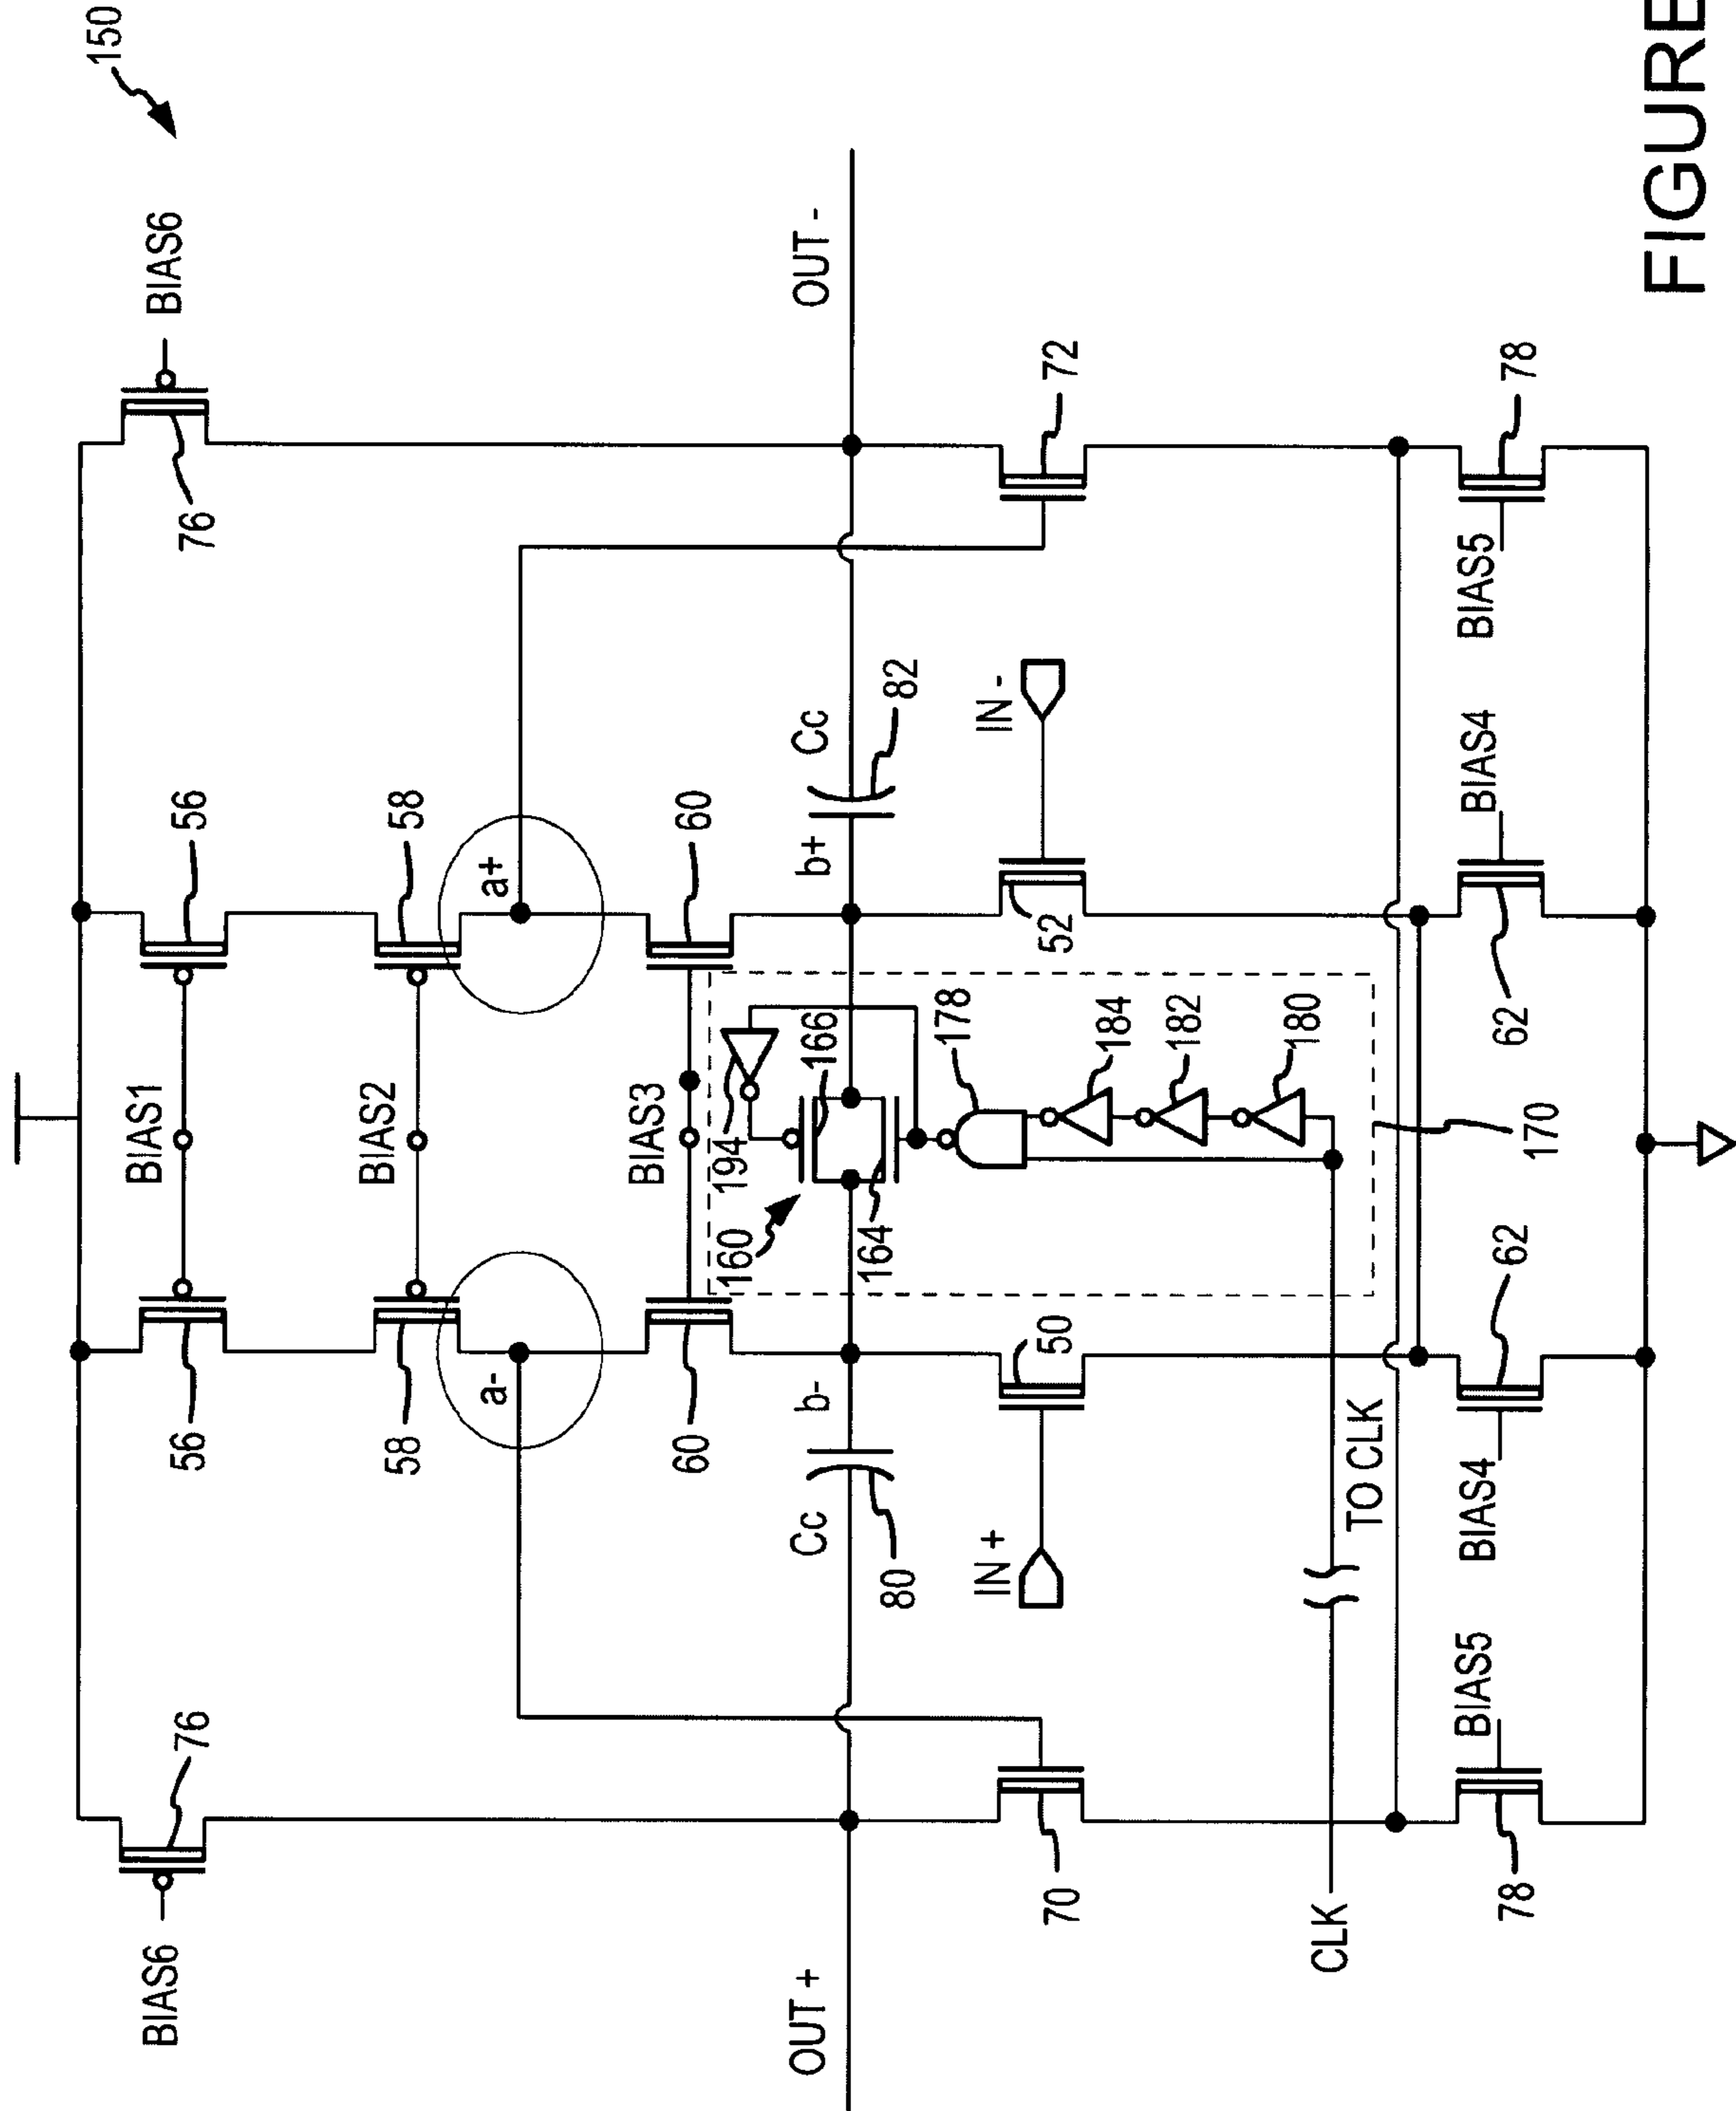 150
BIAS6
76
BIAS6
76
56
BIAS1
56
58
BIAS2
58
a-
a+
60
BIAS3
60
194
166
160
164
OUT +
Cc
b-
b+
Cc
OUT -
80
82
IN +
50
52
IN -
178
184
182
180
70
72
CLK
TO CLK
170
BIAS5
78
BIAS4
62
62
BIAS4
BIAS5
78
FIGURE